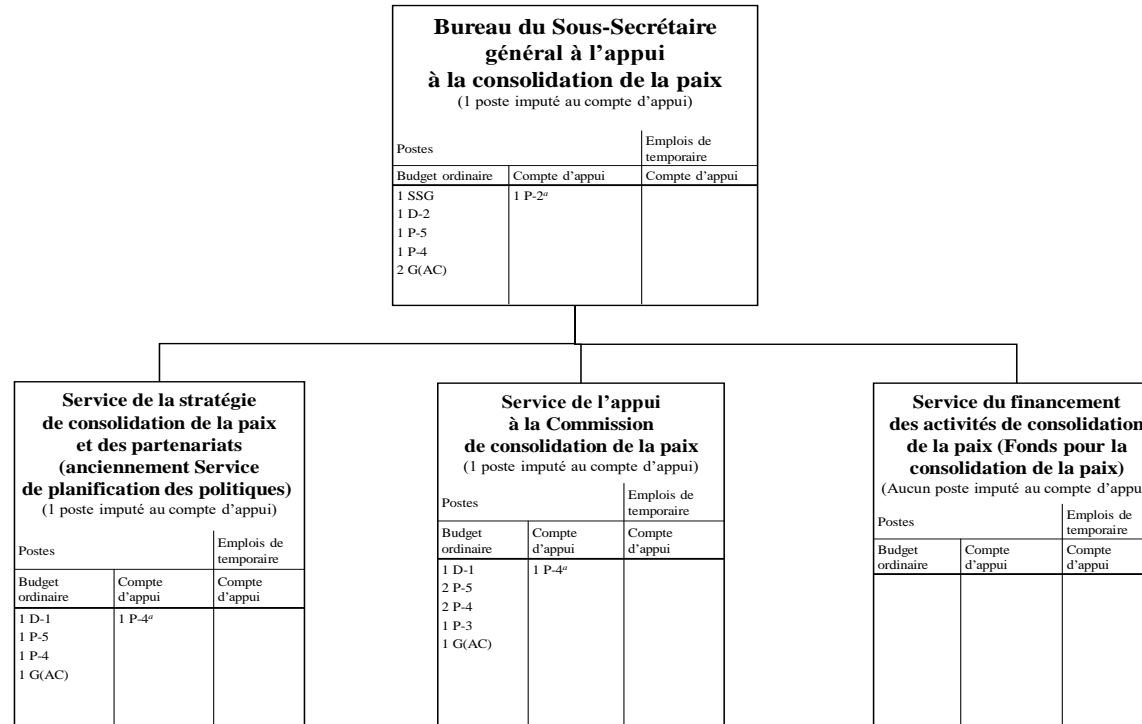 Bureau du Sous-Secrétaire
général à l’appui
à la consolidation de la paix
(1 poste imputé au compte d’appui)
Postes
Emplois de
temporaire
Budget ordinaire
Compte d’appui
Compte d’appui
1 SSG
1 P-2ᵃ
1 D-2
1 P-5
1 P-4
2 G(AC)
Service de la stratégie
de consolidation de la paix
et des partenariats
(anciennement Service
de planification des politiques)
(1 poste imputé au compte d’appui)
Postes
Emplois de
temporaire
Budget
ordinaire
Compte
d’appui
Compte
d’appui
1 D-1
1 P-4ᵃ
1 P-5
1 P-4
1 G(AC)
Service de l’appui
à la Commission
de consolidation de la paix
(1 poste imputé au compte d’appui)
Postes
Emplois de
temporaire
Budget
ordinaire
Compte
d’appui
Compte
d’appui
1 D-1
1 P-4ᵃ
2 P-5
2 P-4
1 P-3
1 G(AC)
Service du financement
des activités de consolidation
de la paix (Fonds pour la
consolidation de la paix)
(Aucun poste imputé au compte d’appui
Postes
Emplois de
temporaire
Budget
ordinaire
Compte
d’appui
Compte
d’appui